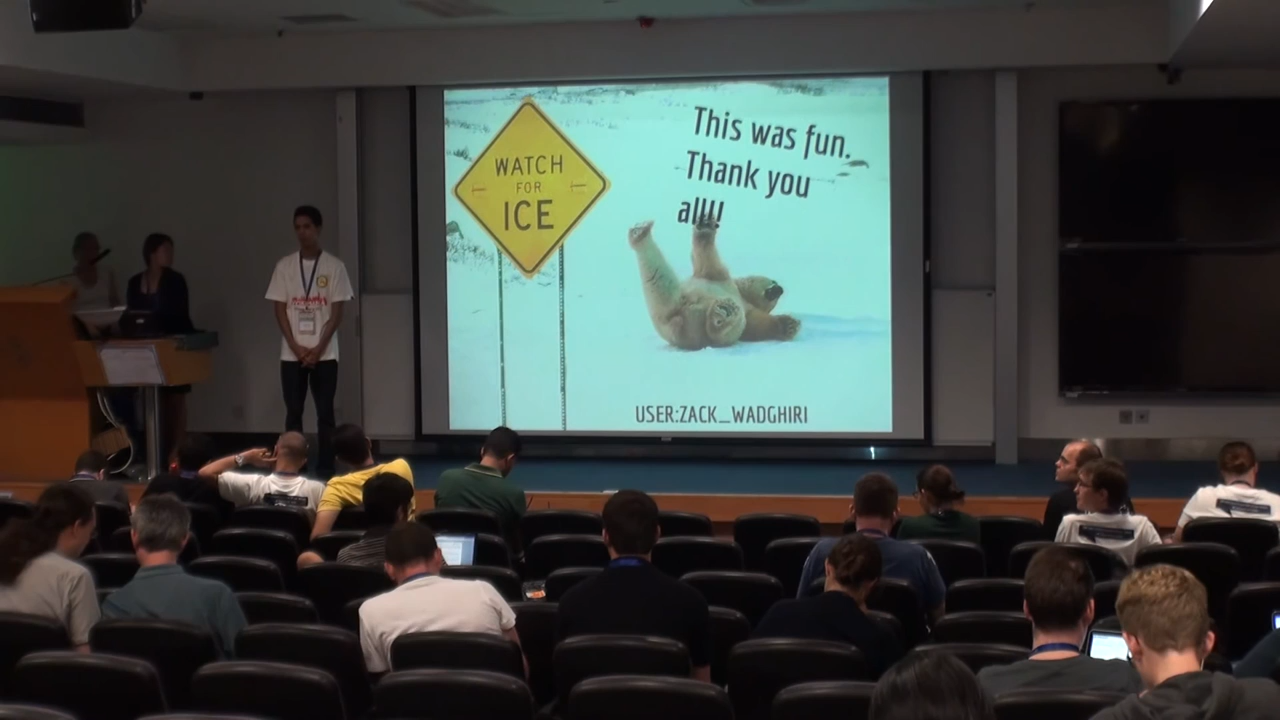 WATCH
FOR
ICE
This was fun.
Thank you
all!!
USER:ZACK_WADGHIRI